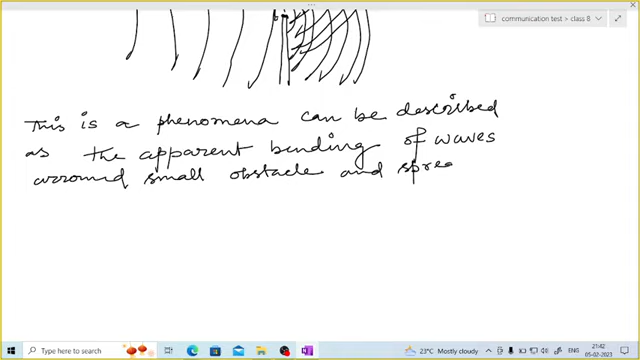 communication test > class 8
This is a phenomena can be described
as the apparent bending of waves
arround small obstacle and sprea
Type here to search
23°C Mostly cloudy
ENG
21:42
05-02-2023